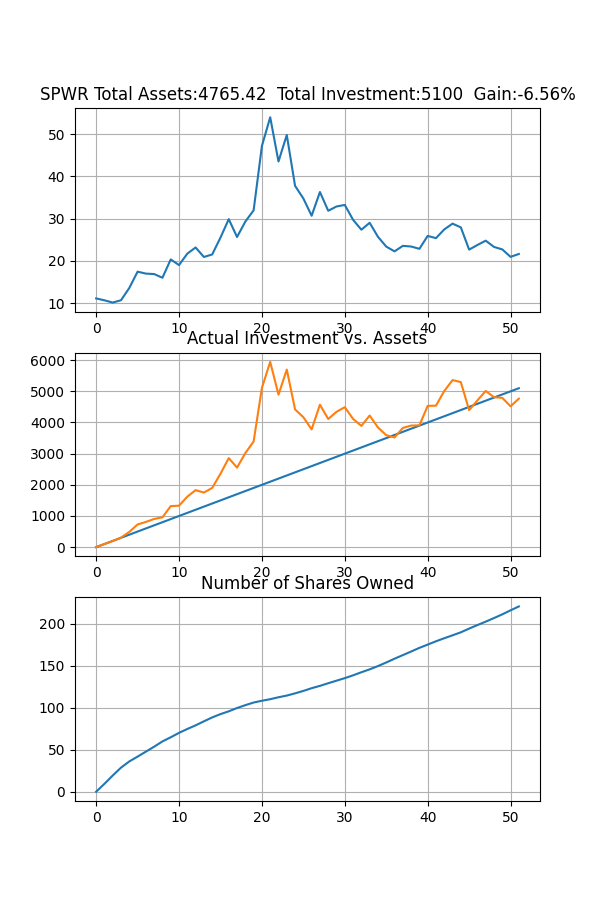 SPWR Total Assets:4765.42  Total Investment:5100  Gain:-6.56%
50
40
30
20
10
0 10 20 30 40 50
Actual Investment vs. Assets
6000
5000
4000
3000
2000
1000
0
0 10 20 30 40 50
Number of Shares Owned
200
150
100
50
0
0 10 20 30 40 50